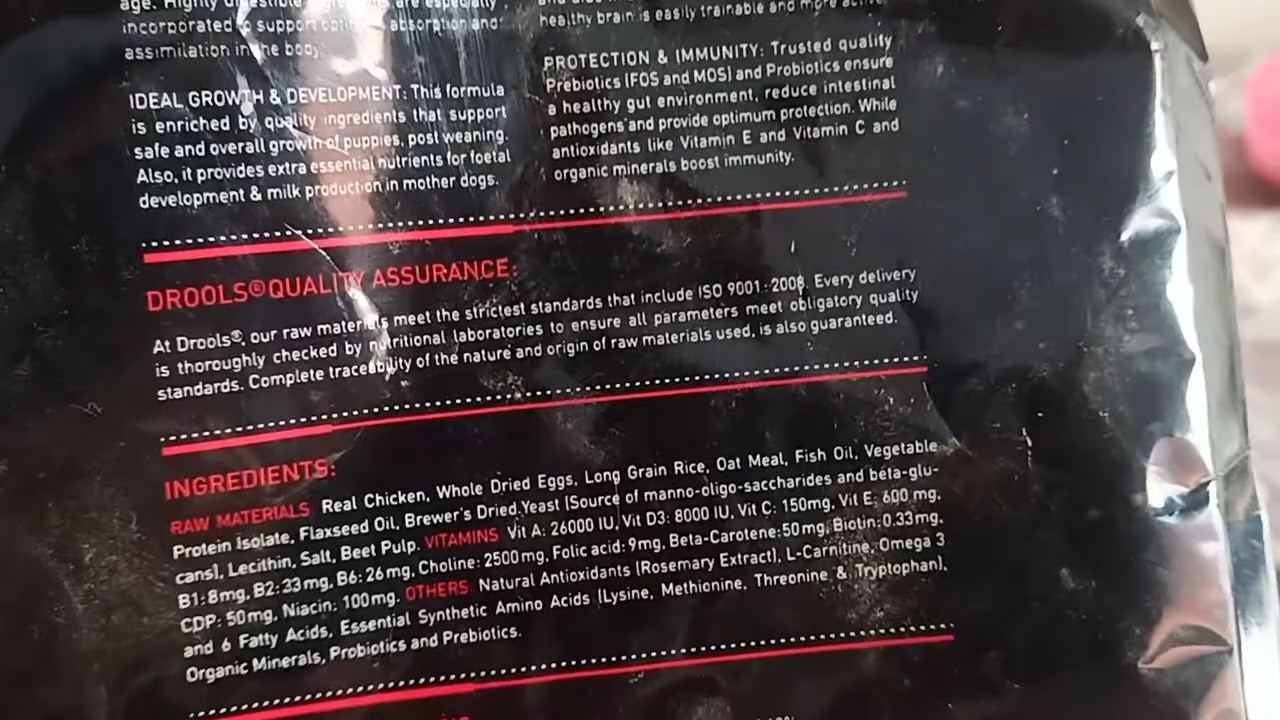 age. Highly digestible ingredients are especially
incorporated to support optimum absorption and
assimilation in the body.
IDEAL GROWTH & DEVELOPMENT: This formula
is enriched by quality ingredients that support
safe and overall growth of puppies, post weaning.
Also, it provides extra essential nutrients for foetal
development & milk production in mother dogs.
healthy brain is easily trainable and more active.
PROTECTION & IMMUNITY: Trusted quality
Prebiotics (FOS and MOS) and Probiotics ensure
a healthy gut environment, reduce intestinal
pathogens and provide optimum protection. While
antioxidants like Vitamin E and Vitamin C and
organic minerals boost immunity.
DROOLS® QUALITY ASSURANCE:
At Drools®, our raw materials meet the strictest standards that include ISO 9001:2008. Every delivery
is thoroughly checked by nutritional laboratories to ensure all parameters meet obligatory quality
standards. Complete traceability of the nature and origin of raw materials used, is also guaranteed.
INGREDIENTS:
RAW MATERIALS Real Chicken, Whole Dried Eggs, Long Grain Rice, Oat Meal, Fish Oil, Vegetable
Protein Isolate, Flaxseed Oil, Brewer's Dried Yeast (Source of manno-oligo-saccharides and beta-glu-
cans), Lecithin, Salt, Beet Pulp. VITAMINS Vit A: 26000 IU, Vit D3: 8000 IU, Vit C: 150mg, Vit E: 600 mg,
B1:8mg, B2:23mg, B6:26mg, Choline:2500mg, Folic acid:9mg, Beta-Carotene:50mg, Biotin:0.33mg,
CDP: 50mg, Niacin: 100mg. OTHERS Natural Antioxidants (Rosemary Extract), L-Carnitine, Omega 3
and 6 Fatty Acids, Essential Synthetic Amino Acids (Lysine, Methionine, Threonine & Tryptophan),
Organic Minerals, Probiotics and Prebiotics.